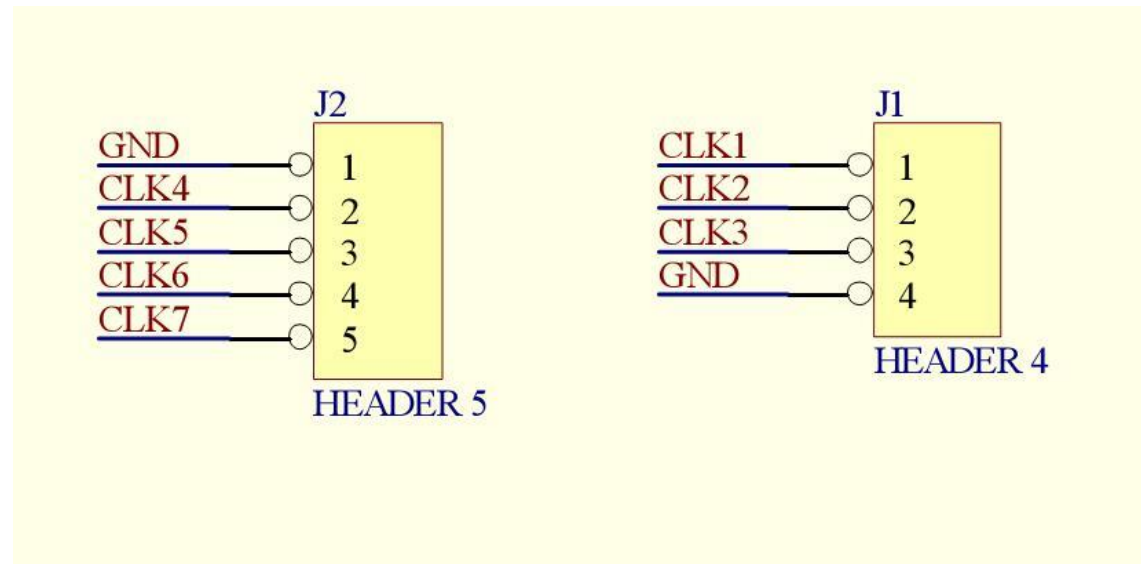 J2
GND 1
CLK4 2
CLK5 3
CLK6 4
CLK7 5
HEADER 5
J1
CLK1 1
CLK2 2
CLK3 3
GND 4
HEADER 4